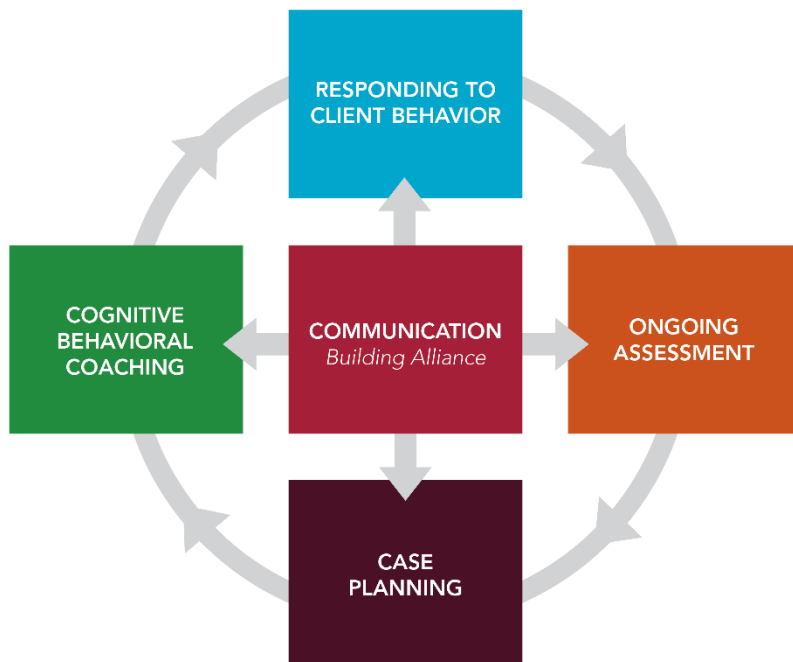 RESPONDING TO
CLIENT BEHAVIOR
COGNITIVE
BEHAVIORAL
COACHING
COMMUNICATION
Building Alliance
ONGOING
ASSESSMENT
CASE
PLANNING